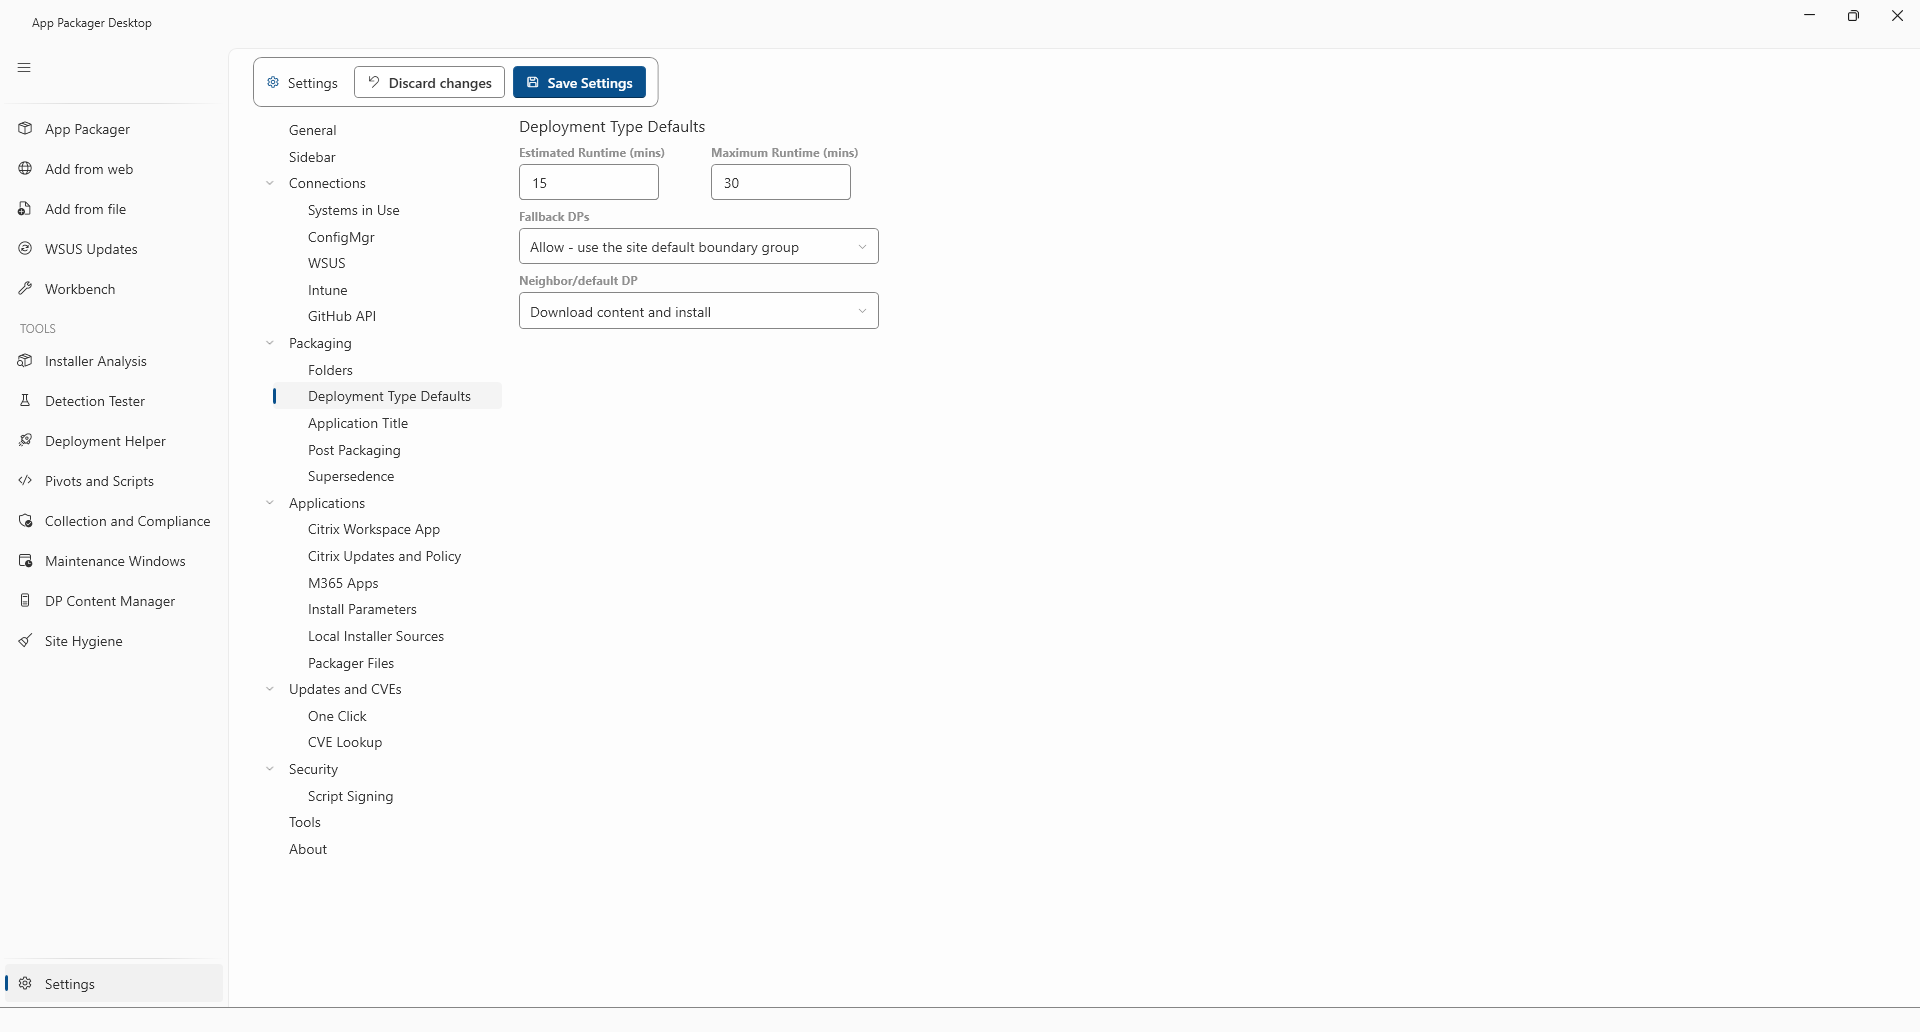 App Packager Desktop
Settings
Discard changes
Save Settings
App Packager
Add from web
Add from file
WSUS Updates
Workbench
TOOLS
Installer Analysis
Detection Tester
Deployment Helper
Pivots and Scripts
Collection and Compliance
Maintenance Windows
DP Content Manager
Site Hygiene
Settings
General
Sidebar
Connections
Systems in Use
ConfigMgr
WSUS
Intune
GitHub API
Packaging
Folders
Deployment Type Defaults
Application Title
Post Packaging
Supersedence
Applications
Citrix Workspace App
Citrix Updates and Policy
M365 Apps
Install Parameters
Local Installer Sources
Packager Files
Updates and CVEs
One Click
CVE Lookup
Security
Script Signing
Tools
About
Deployment Type Defaults
Estimated Runtime (mins) Maximum Runtime (mins)
15 30
Fallback DPs
Allow - use the site default boundary group
Neighbor/default DP
Download content and install